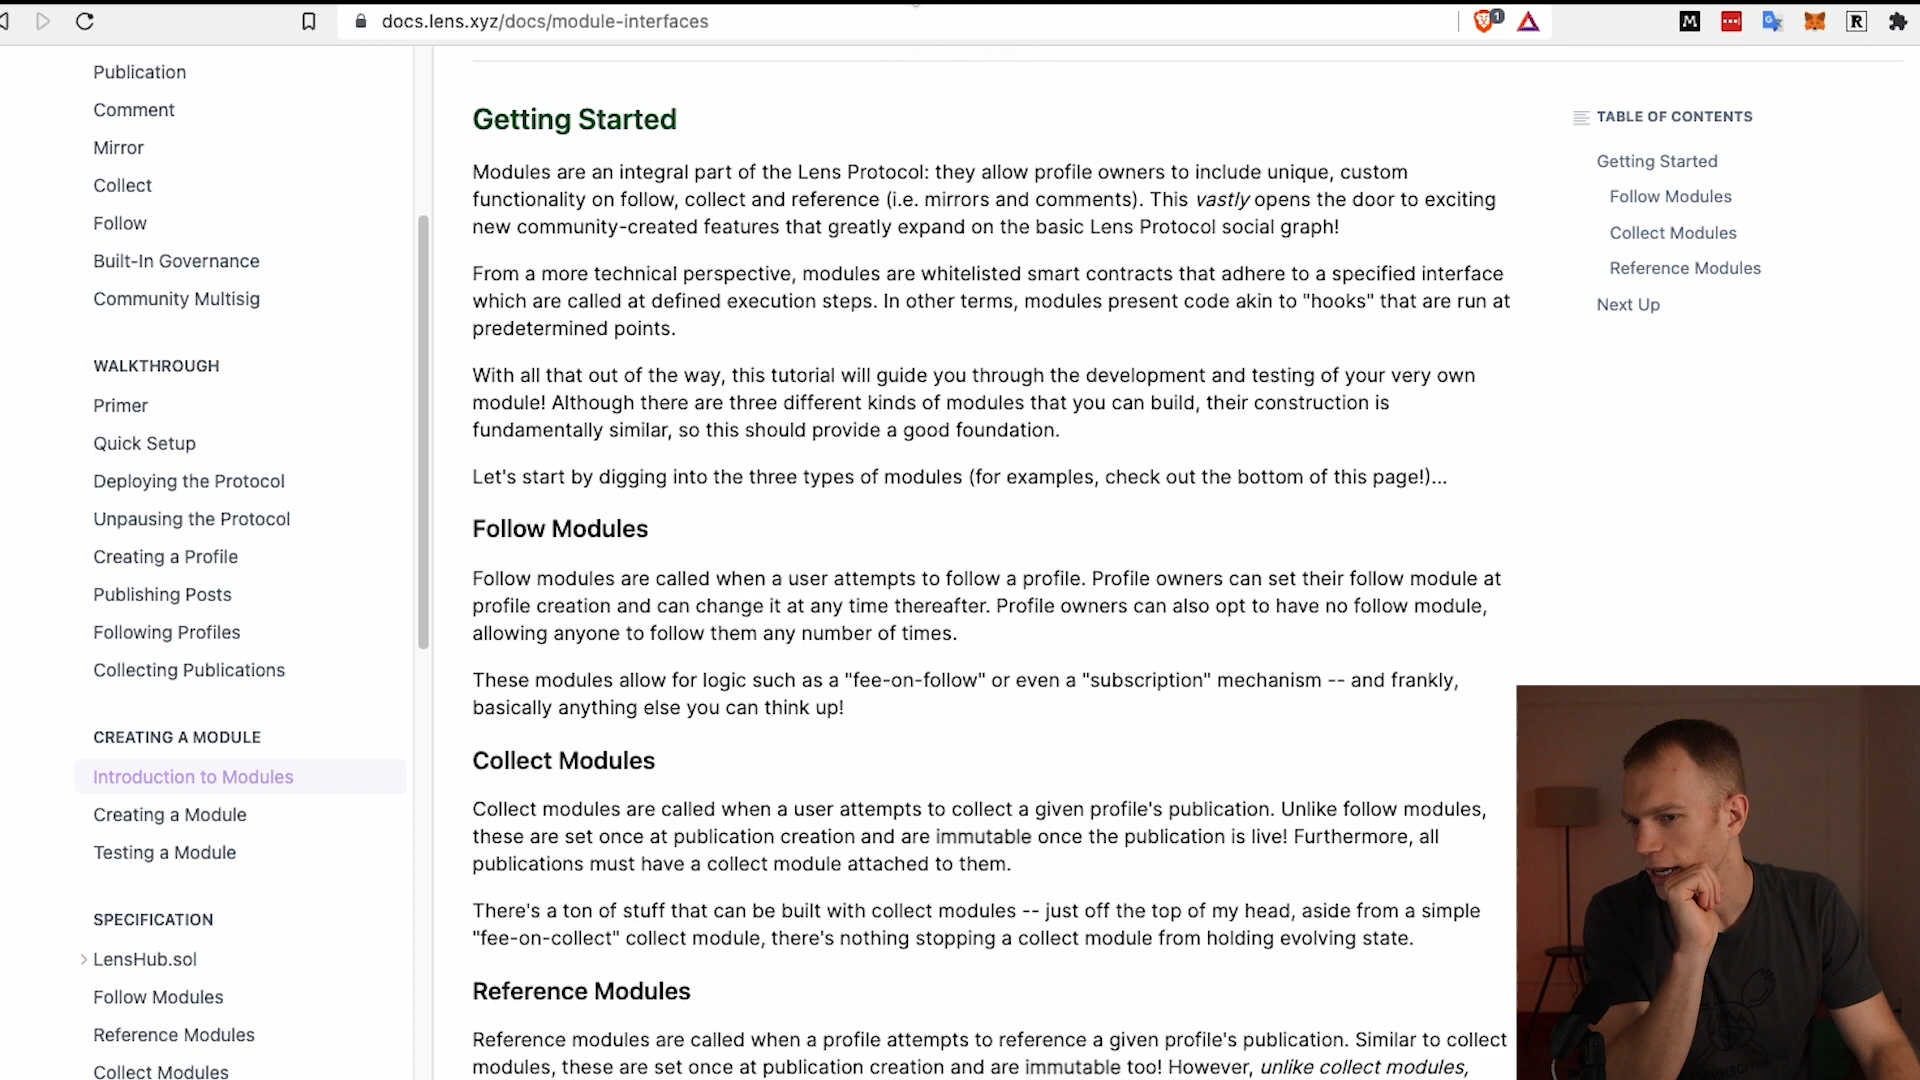 docs.lens.xyz/docs/module-interfaces
1
M
R
Publication
Comment
Mirror
Collect
Follow
Built-In Governance
Community Multisig
WALKTHROUGH
Primer
Quick Setup
Deploying the Protocol
Unpausing the Protocol
Creating a Profile
Publishing Posts
Following Profiles
Collecting Publications
CREATING A MODULE
Introduction to Modules
Creating a Module
Testing a Module
SPECIFICATION
LensHub.sol
Follow Modules
Reference Modules
Collect Modules
Getting Started
Modules are an integral part of the Lens Protocol: they allow profile owners to include unique, custom
functionality on follow, collect and reference (i.e. mirrors and comments). This vastly opens the door to exciting
new community-created features that greatly expand on the basic Lens Protocol social graph!
From a more technical perspective, modules are whitelisted smart contracts that adhere to a specified interface
which are called at defined execution steps. In other terms, modules present code akin to "hooks" that are run at
predetermined points.
With all that out of the way, this tutorial will guide you through the development and testing of your very own
module! Although there are three different kinds of modules that you can build, their construction is
fundamentally similar, so this should provide a good foundation.
Let's start by digging into the three types of modules (for examples, check out the bottom of this page!)...
Follow Modules
Follow modules are called when a user attempts to follow a profile. Profile owners can set their follow module at
profile creation and can change it at any time thereafter. Profile owners can also opt to have no follow module,
allowing anyone to follow them any number of times.
These modules allow for logic such as a "fee-on-follow" or even a "subscription" mechanism -- and frankly,
basically anything else you can think up!
Collect Modules
Collect modules are called when a user attempts to collect a given profile's publication. Unlike follow modules,
these are set once at publication creation and are immutable once the publication is live! Furthermore, all
publications must have a collect module attached to them.
There's a ton of stuff that can be built with collect modules -- just off the top of my head, aside from a simple
"fee-on-collect" collect module, there's nothing stopping a collect module from holding evolving state.
Reference Modules
Reference modules are called when a profile attempts to reference a given profile's publication. Similar to collect
modules, these are set once at publication creation and are immutable too! However, unlike collect modules,
TABLE OF CONTENTS
Getting Started
Follow Modules
Collect Modules
Reference Modules
Next Up